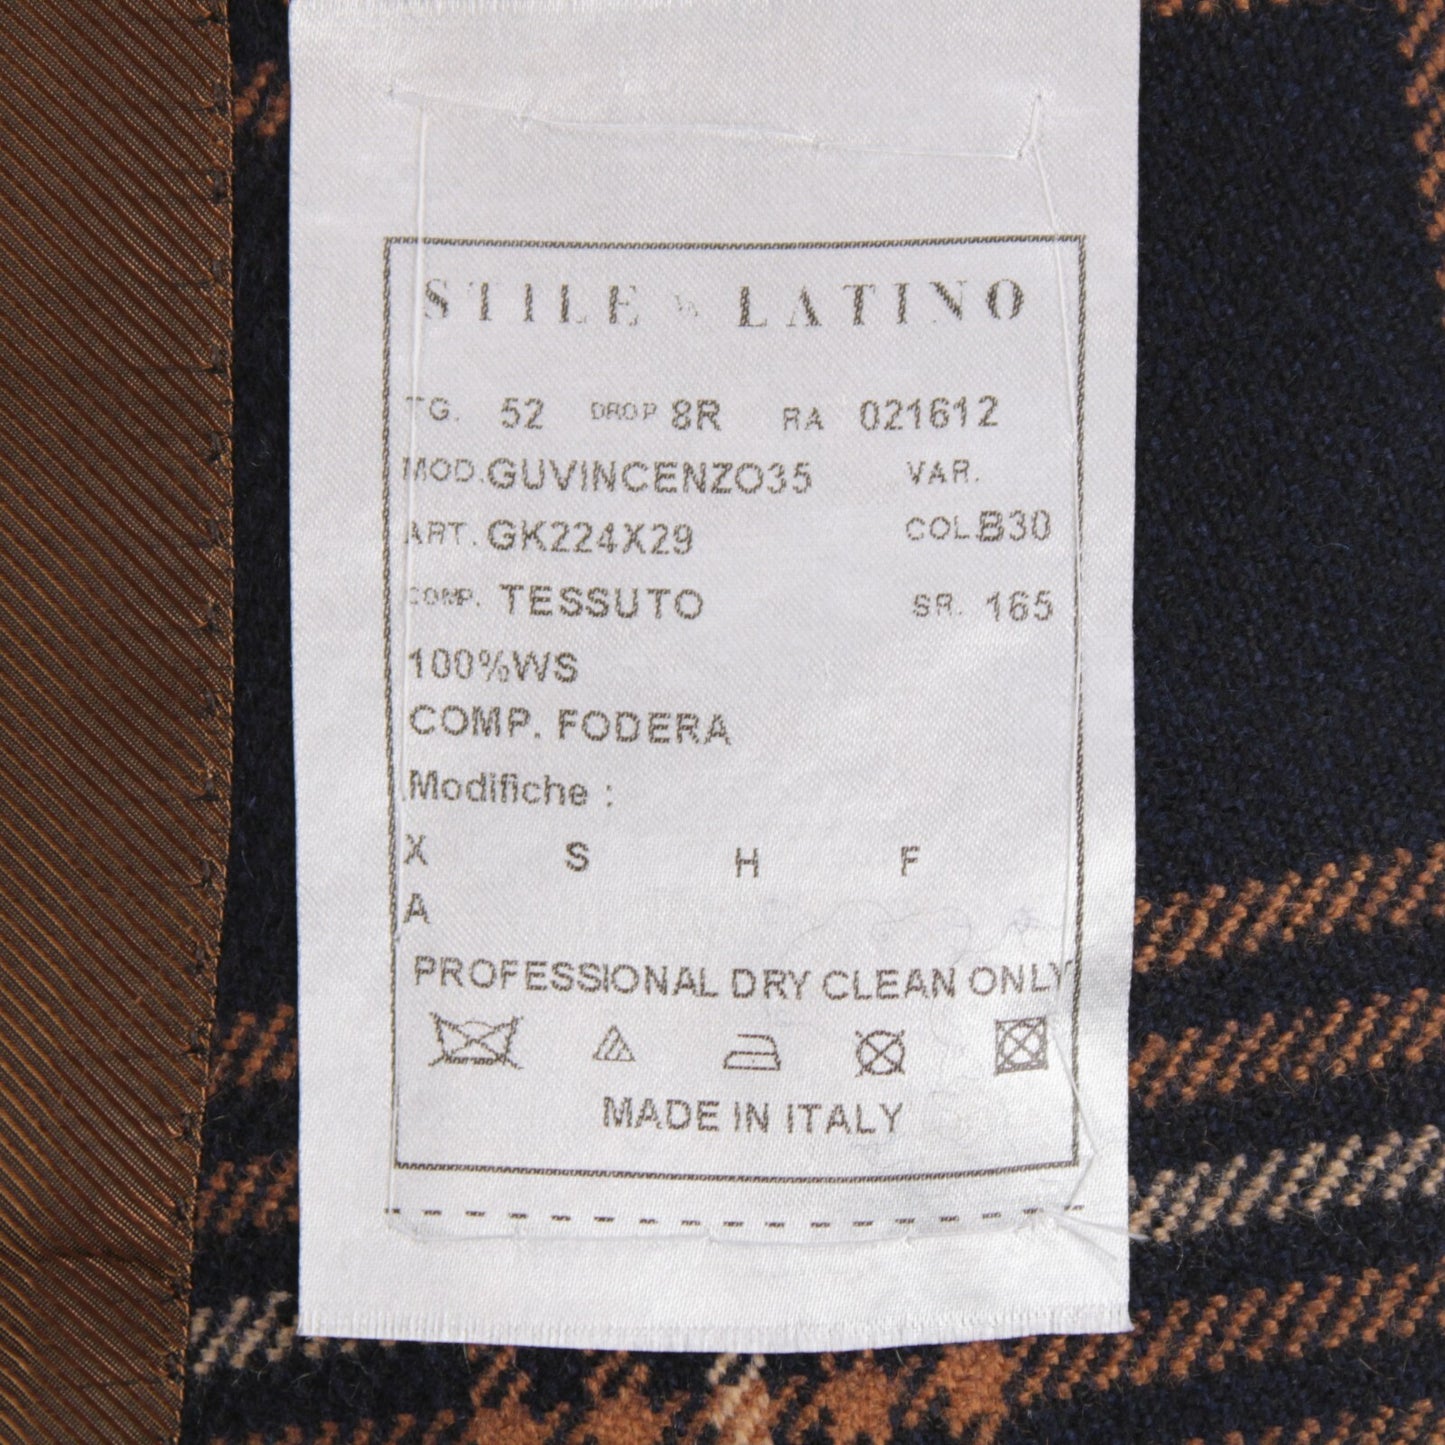 STILE LATINO
TG. 52 DROP 8R RA 021612
MOD. GUVINCENZO35 VAR.
ART. GK224X29 COL. B30
COMP. TESSUTO SR. 165
100%WS
COMP. FODERA
Modifiche :
X S H F
A
PROFESSIONAL DRY CLEAN ONLY
MADE IN ITALY